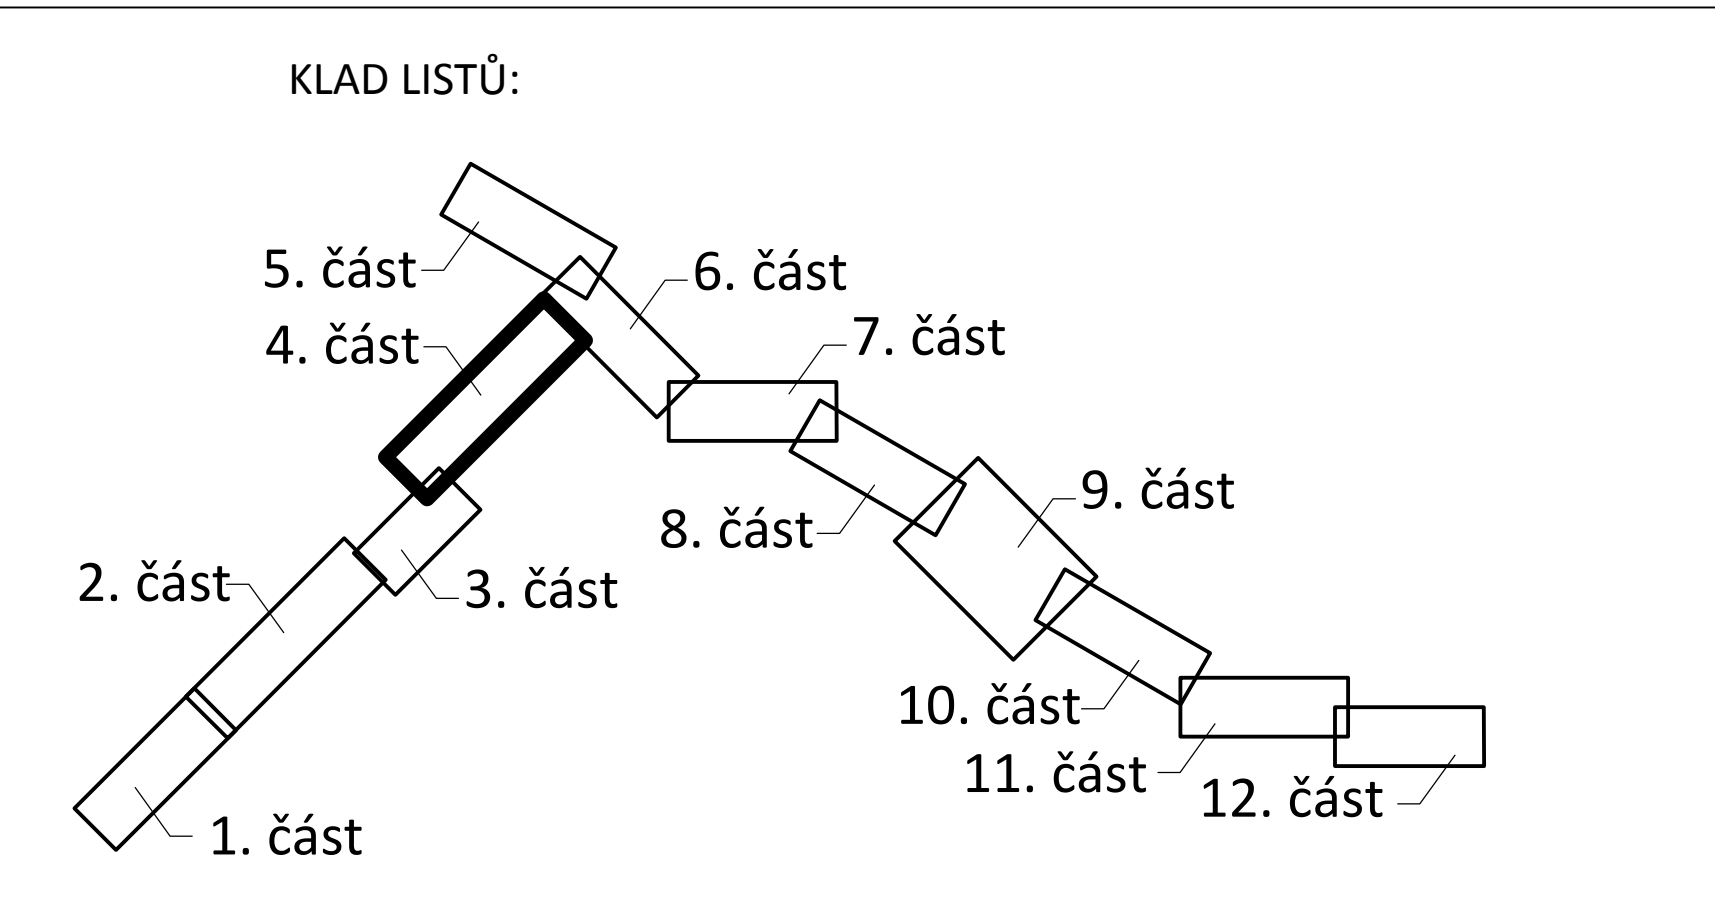 KLAD LISTŮ:
5. část
6. část
4. část
7. část
9. část
8. část
2. část
3. část
10. část
11. část
12. část
1. část